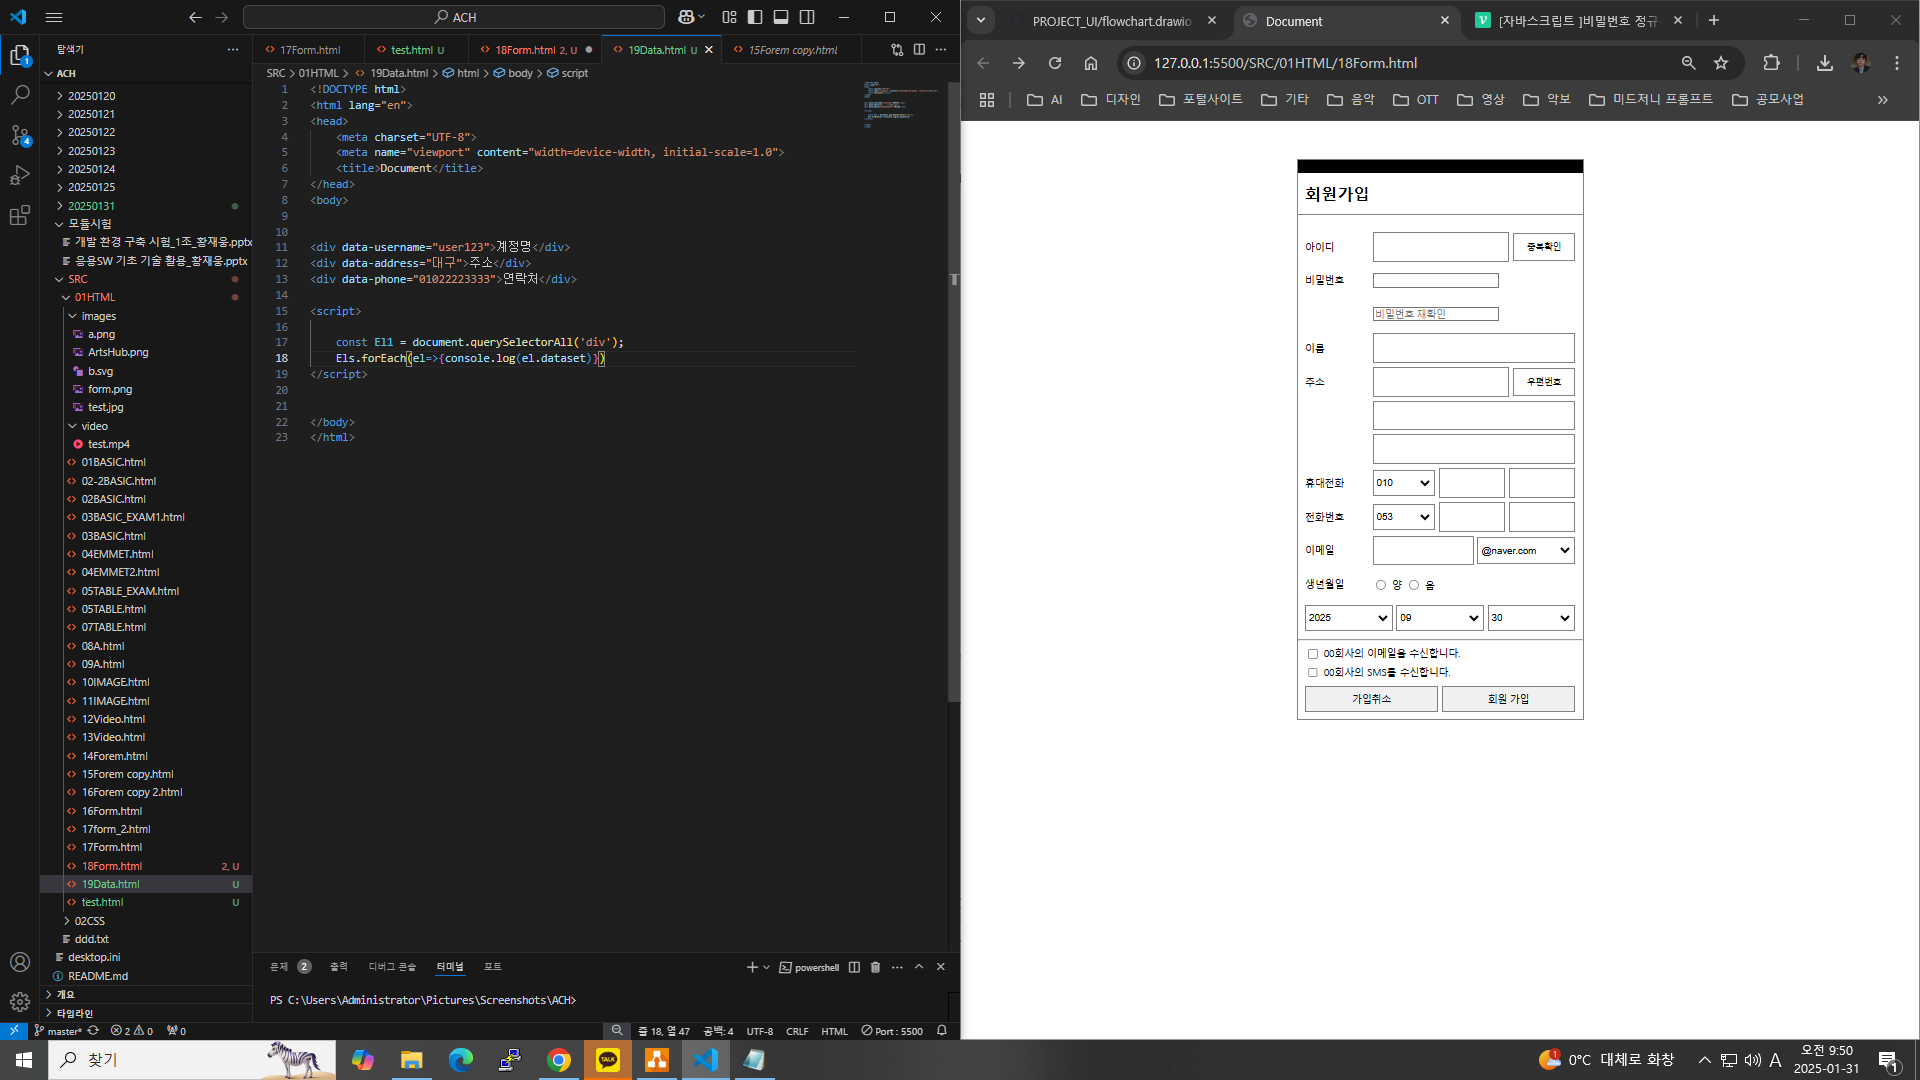 ACH
탐색기
ACH
20250120
20250121
20250122
20250123
20250124
20250125
20250131
모듈시험
개발 환경 구축 시험_1조_황재웅.pptx
응용SW 기초 기술 활용_황재웅.pptx
SRC
01HTML
images
a.png
ArtsHub.png
b.svg
form.png
test.jpg
video
test.mp4
01BASIC.html
02-2BASIC.html
02BASIC.html
03BASIC_EXAM1.html
03BASIC.html
04EMMET.html
04EMMET2.html
05TABLE_EXAM.html
05TABLE.html
07TABLE.html
08A.html
09A.html
10IMAGE.html
11IMAGE.html
12Video.html
13Video.html
14Forem.html
15Forem copy.html
16Forem copy 2.html
16Form.html
17form_2.html
17Form.html
18Form.html 2, U
19Data.html U
test.html U
02CSS
ddd.txt
desktop.ini
README.md
개요
타임라인
17Form.html test.html U 18Form.html 2, U 19Data.html U 15Forem copy.html
SRC > 01HTML > 19Data.html > html > body > script
1 <!DOCTYPE html>
2 <html lang="en">
3 <head>
4 <meta charset="UTF-8">
5 <meta name="viewport" content="width=device-width, initial-scale=1.0">
6 <title>Document</title>
7 </head>
8 <body>
9
10
11 <div data-username="user123">계정명</div>
12 <div data-address="대구">주소</div>
13 <div data-phone="01022223333">연락처</div>
14
15 <script>
16
17 const El1 = document.querySelectorAll('div');
18 Els.forEach(el=>{console.log(el.dataset)})
19 </script>
20
21
22 </body>
23 </html>
문제 2 출력 디버그 콘솔 터미널 포트
powershell
PS C:\Users\Administrator\Pictures\Screenshots\ACH>
master* 2 0 0 줄 18, 열 47 공백: 4 UTF-8 CRLF HTML Port : 5500
PROJECT_UI/flowchart.drawio Document [자바스크립트 ]비밀번호 정규
127.0.0.1:5500/SRC/01HTML/18Form.html
AI 디자인 포털사이트 기타 음악 OTT 영상 악보 미드저니 프롬프트 공모사업
회원가입
아이디 중복확인
비밀번호
비밀번호 재확인
이름
주소 우편번호
휴대전화 010
전화번호 053
이메일 @naver.com
생년월일 양 음
2025 09 30
00회사의 이메일을 수신합니다.
00회사의 SMS를 수신합니다.
가입취소 회원 가입
찾기
TALK
1 0°C 대체로 화창 A 오전 9:50
2025-01-31
1